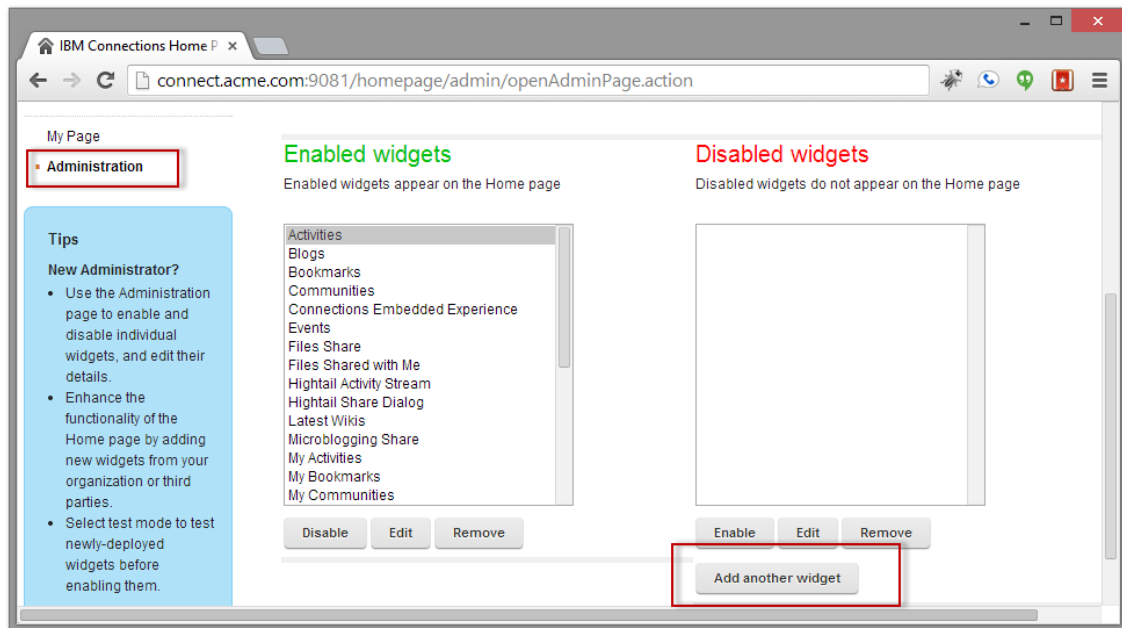 IBM Connections Home P
connect.acme.com:9081/homepage/admin/openAdminPage.action
My Page
Administration
Tips
New Administrator?
• Use the Administration
page to enable and
disable individual
widgets, and edit their
details.
• Enhance the
functionality of the
Home page by adding
new widgets from your
organization or third
parties.
• Select test mode to test
newly-deployed
widgets before
enabling them.
Enabled widgets
Enabled widgets appear on the Home page
Activities
Blogs
Bookmarks
Communities
Connections Embedded Experience
Events
Files Share
Files Shared with Me
Hightail Activity Stream
Hightail Share Dialog
Latest Wikis
Microblogging Share
My Activities
My Bookmarks
My Communities
Disable Edit Remove
Disabled widgets
Disabled widgets do not appear on the Home page
Enable Edit Remove
Add another widget